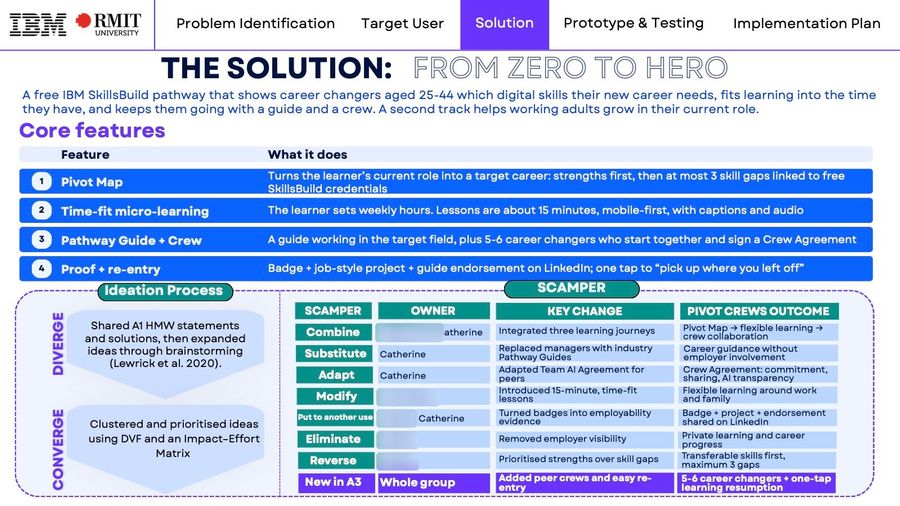 IBM RMIT UNIVERSITY Problem Identification Target User Solution Prototype & Testing Implementation Plan
THE SOLUTION: FROM ZERO TO HERO
A free IBM SkillsBuild pathway that shows career changers aged 25-44 which digital skills their new career needs, fits learning into the time
they have, and keeps them going with a guide and a crew. A second track helps working adults grow in their current role.
Core features
Feature What it does
1 Pivot Map Turns the learner's current role into a target career: strengths first, then at most 3 skill gaps linked to free
SkillsBuild credentials
2 Time-fit micro-learning The learner sets weekly hours. Lessons are about 15 minutes, mobile-first, with captions and audio
3 Pathway Guide + Crew A guide working in the target field, plus 5-6 career changers who start together and sign a Crew Agreement
4 Proof + re-entry Badge + job-style project + guide endorsement on LinkedIn; one tap to "pick up where you left off"
Ideation Process
DIVERGE
Shared A1 HMW statements
and solutions, then expanded
ideas through brainstorming
(Lewrick et al. 2020).
CONVERGE
Clustered and prioritised ideas
using DVF and an Impact–Effort
Matrix
SCAMPER
SCAMPER OWNER KEY CHANGE PIVOT CREWS OUTCOME
Combine atherine Integrated three learning journeys Pivot Map → flexible learning →
crew collaboration
Substitute Catherine Replaced managers with industry
Pathway Guides Career guidance without
employer involvement
Adapt Catherine Adapted Team AI Agreement for
peers Crew Agreement: commitment,
sharing, AI transparency
Modify Introduced 15-minute, time-fit
lessons Flexible learning around work
and family
Put to another use Catherine Turned badges into employability
evidence Badge + project + endorsement
shared on LinkedIn
Eliminate Removed employer visibility Private learning and career
progress
Reverse Prioritised strengths over skill gaps Transferable skills first,
maximum 3 gaps
New in A3 Whole group Added peer crews and easy re-
entry 5-6 career changers + one-tap
learning resumption